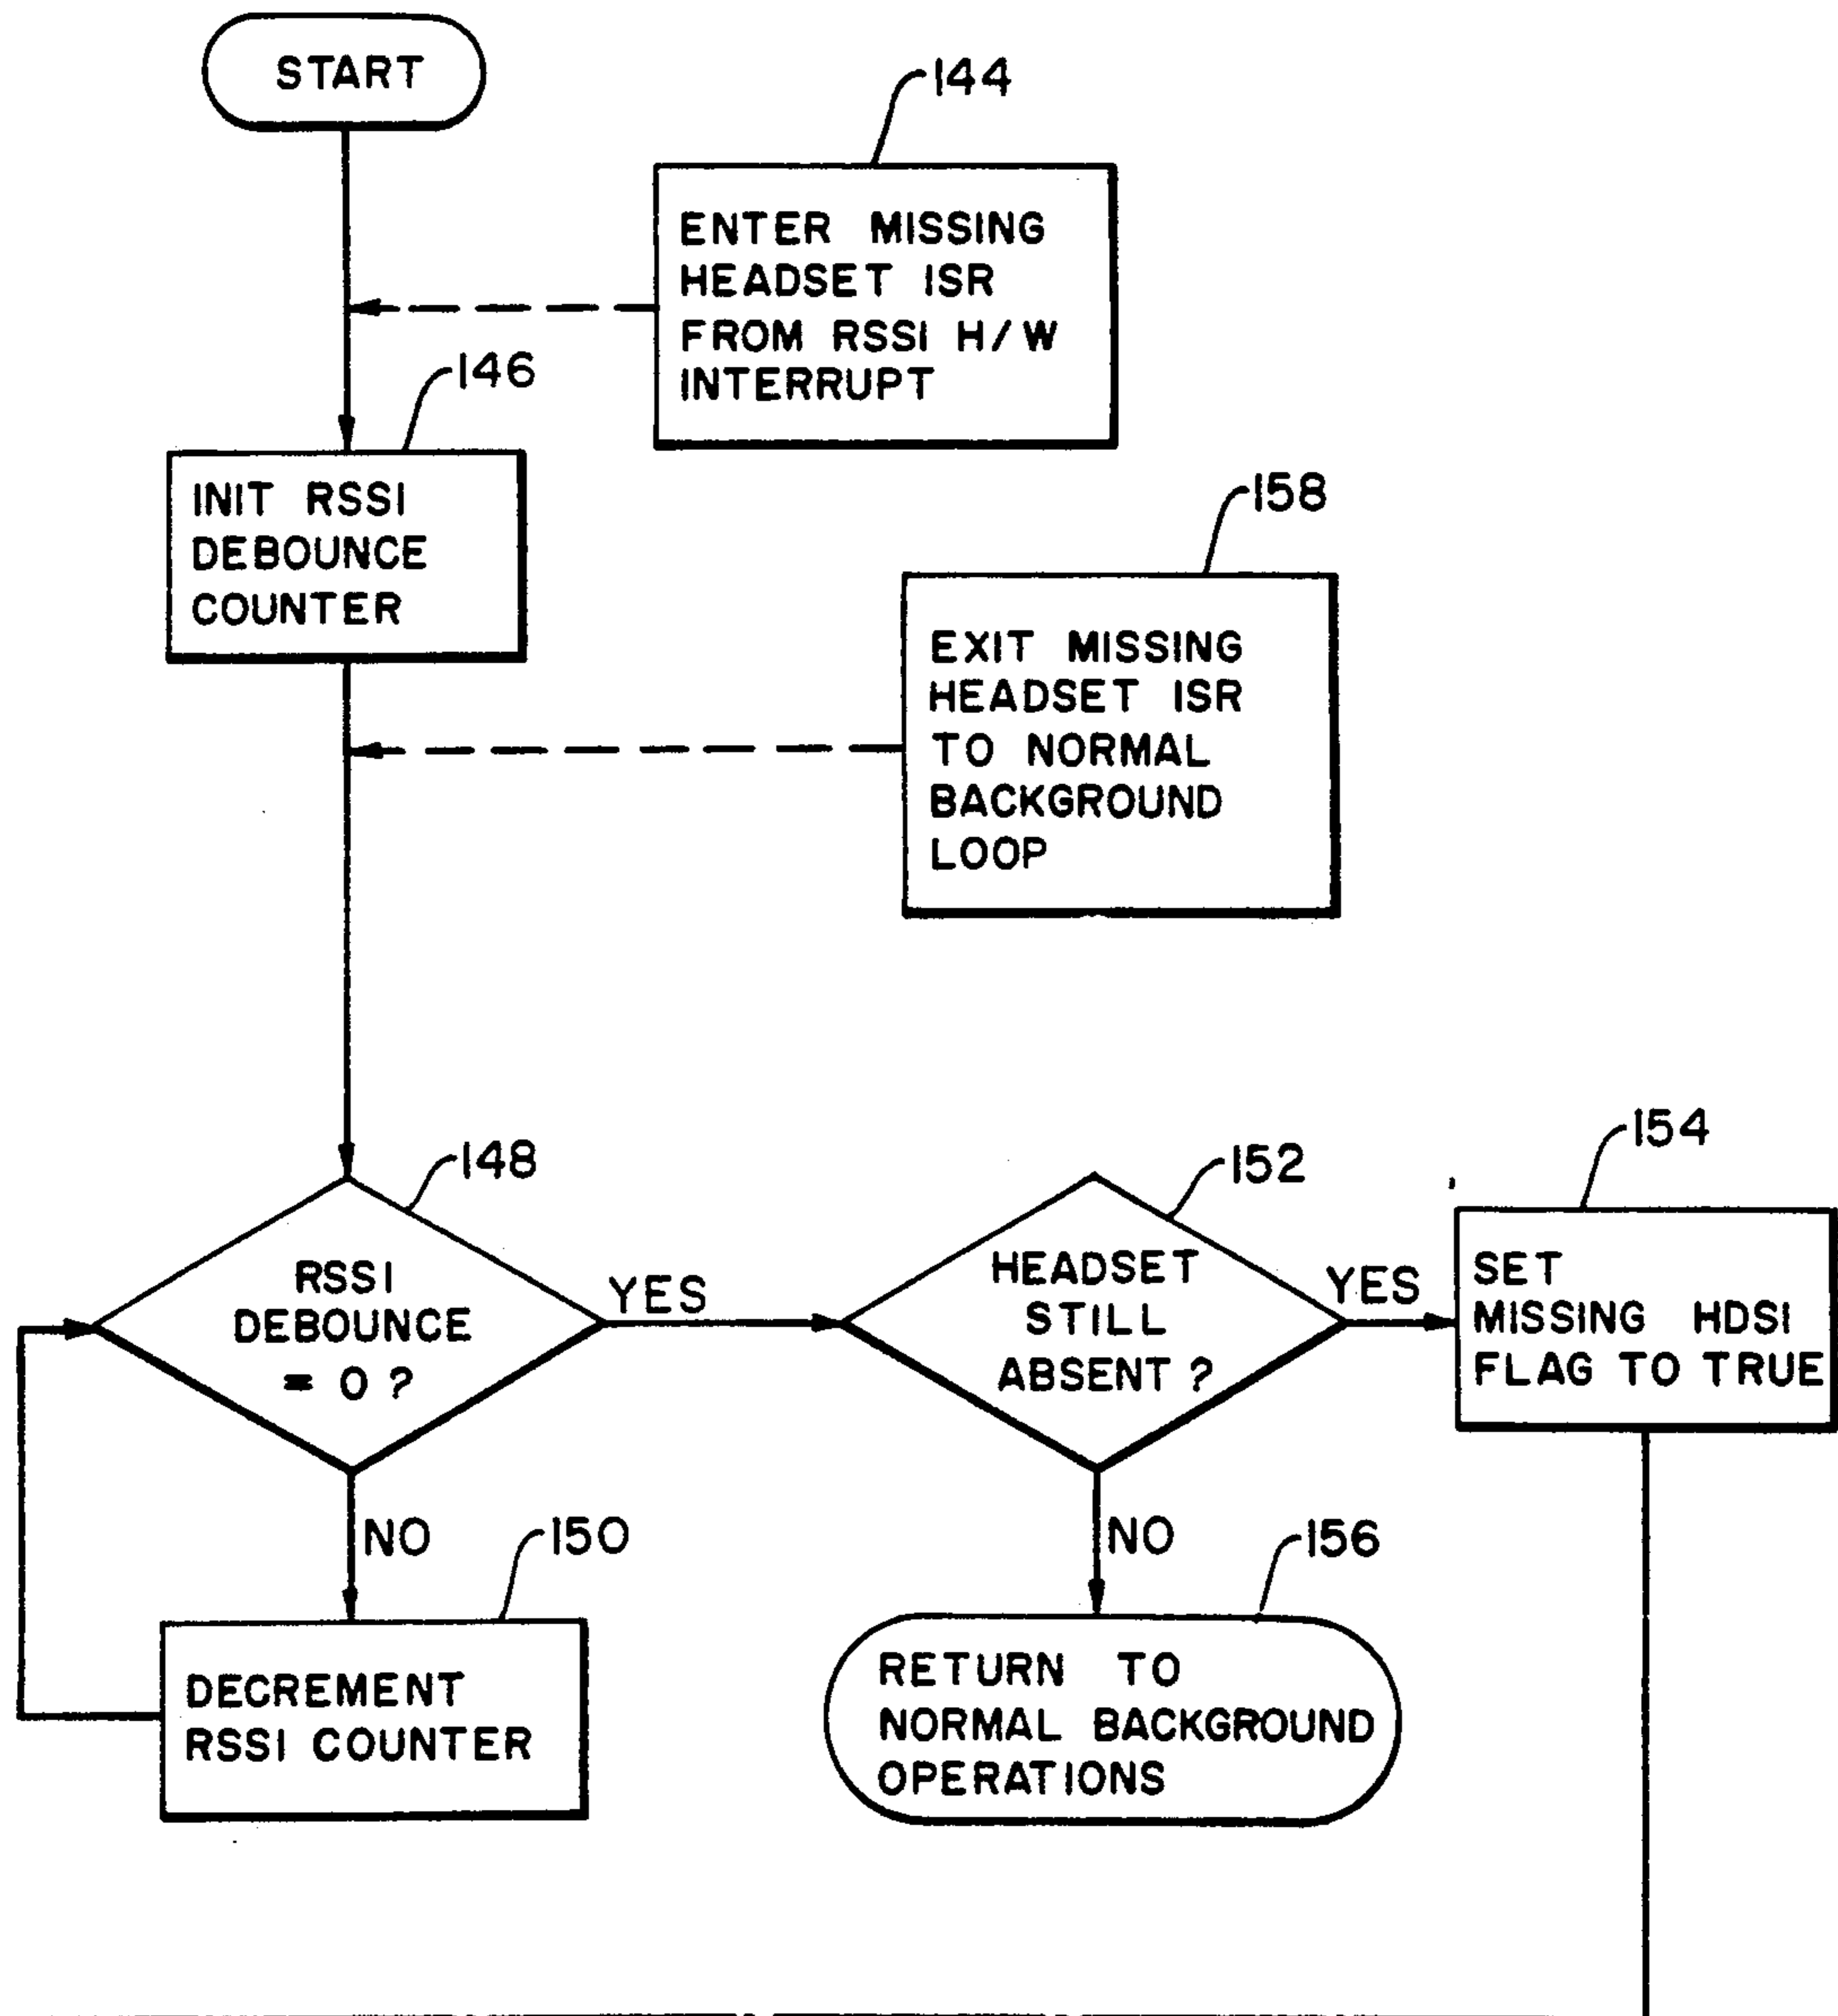 START
144
ENTER MISSING
HEADSET ISR
FROM RSSI H/W
INTERRUPT
146
INIT RSSI
DEBOUNCE
COUNTER
158
EXIT MISSING
HEADSET ISR
TO NORMAL
BACKGROUND
LOOP
148
RSSI
DEBOUNCE
= 0 ?
YES
152
HEADSET
STILL
ABSENT ?
YES
154
SET
MISSING HDSI
FLAG TO TRUE
NO
150
DECREMENT
RSSI COUNTER
NO
156
RETURN TO
NORMAL BACKGROUND
OPERATIONS